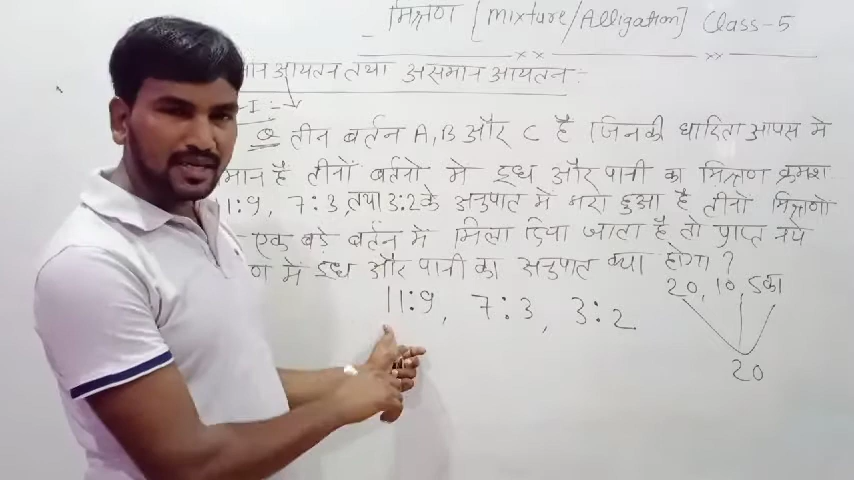 मिश्रण [Mixture/Alligation] Class-5
आयतन तथा असमान आयतन :-
I :-
Q तीन बर्तन A, B और C है जिनकी धारिता आपस मे
मान है तीनों बर्तनो मे दुध और पानी का मिश्रण क्रमश
11:9, 7:3, तथा 3:2 के अनुपात में भरा हुआ है तीनों मिश्रणो
एक बड़े बर्तन में मिला दिया जाता है तो प्राप्त नये
ण में दुध और पानी का अनुपात क्या होगा ?
11:9, 7:3, 3:2
20, 10, 5 का
20